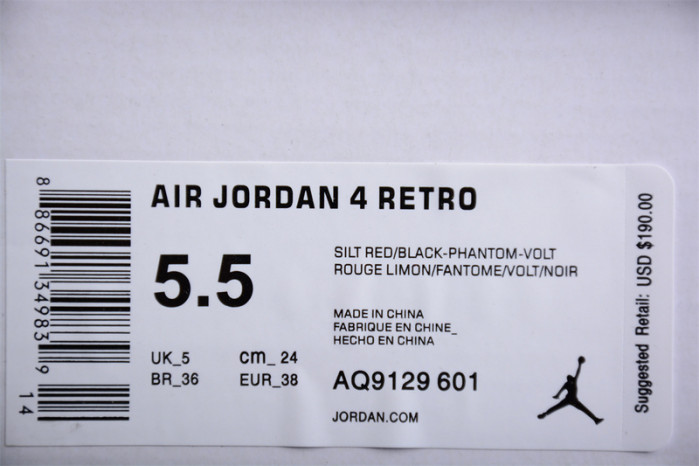 AIR JORDAN 4 RETRO
5.5
SILT RED/BLACK-PHANTOM-VOLT
ROUGE LIMON/FANTOME/VOLT/NOIR
MADE IN CHINA
FABRIQUE EN CHINE_
HECHO EN CHINA
UK_5 cm_ 24
BR_36 EUR_38
AQ9129 601
JORDAN.COM
8 86691 34983 9
14
Suggested Retail: USD $190.00